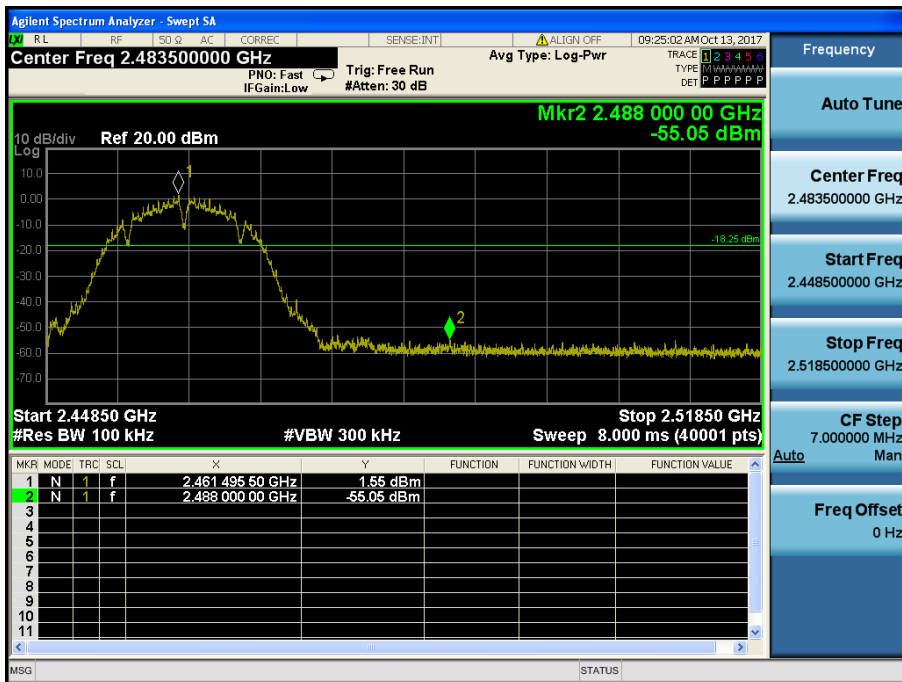 Agilent Spectrum Analyzer - Swept SA
LXI RL RF 50 Ω AC CORREC SENSE:INT ALIGN OFF 09:25:02 AM Oct 13, 2017
Center Freq 2.483500000 GHz
PNO: Fast
IFGain:Low
Trig: Free Run
#Atten: 30 dB
Avg Type: Log-Pwr
TRACE 1 2 3 4 5 6
TYPE MWWWWW
DET P P P P P P
Mkr2 2.488 000 00 GHz
-55.05 dBm
10 dB/div Ref 20.00 dBm
Log
10.0
0.00
-10.0
-20.0
-30.0
-40.0
-50.0
-60.0
-70.0
1
-18.25 dBm
2
Start 2.44850 GHz Stop 2.51850 GHz
#Res BW 100 kHz #VBW 300 kHz Sweep 8.000 ms (40001 pts)
MKR MODE TRC SCL X Y FUNCTION FUNCTION WIDTH FUNCTION VALUE
1 N 1 f 2.461 495 50 GHz 1.55 dBm
2 N 1 f 2.488 000 00 GHz -55.05 dBm
3
4
5
6
7
8
9
10
11
MSG STATUS
Frequency
Auto Tune
Center Freq
2.483500000 GHz
Start Freq
2.448500000 GHz
Stop Freq
2.518500000 GHz
CF Step
7.000000 MHz
Auto Man
Freq Offset
0 Hz